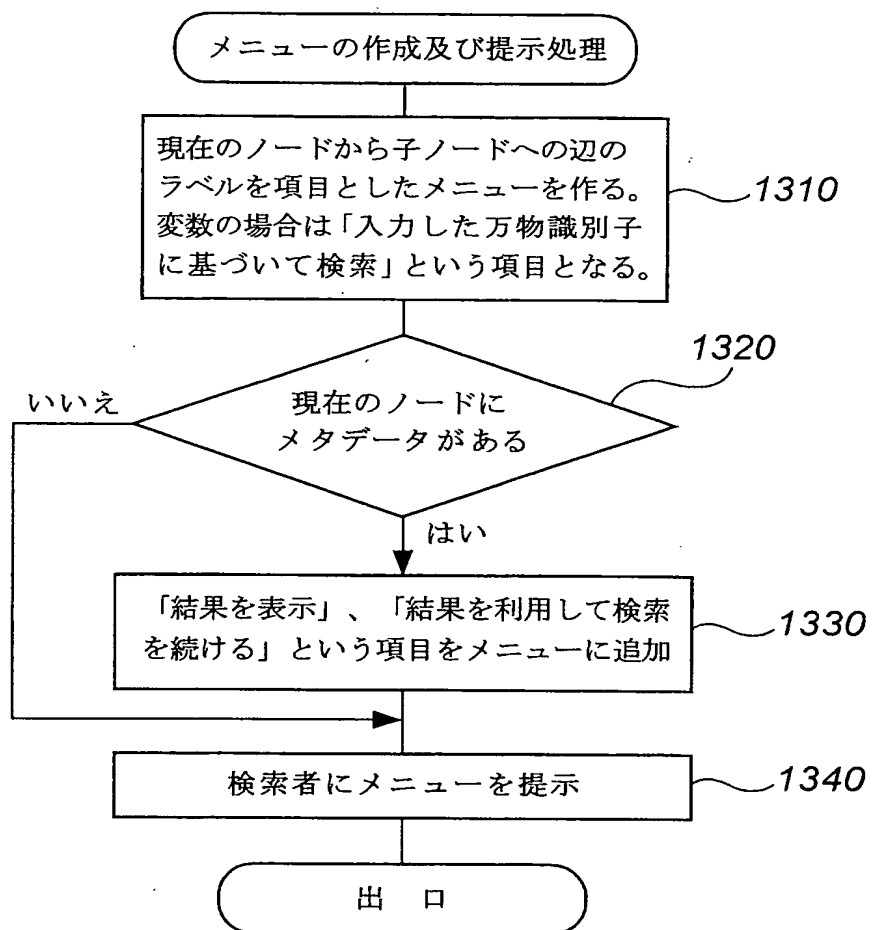 メニューの作成及び提示処理
現在のノードから子ノードへの辺の
ラベルを項目としたメニューを作る。
変数の場合は「入力した万物識別子
に基づいて検索」という項目となる。
1310
1320
いいえ
現在のノードに
メタデータがある
はい
「結果を表示」、「結果を利用して検索
を続ける」という項目をメニューに追加
1330
検索者にメニューを提示
1340
出口